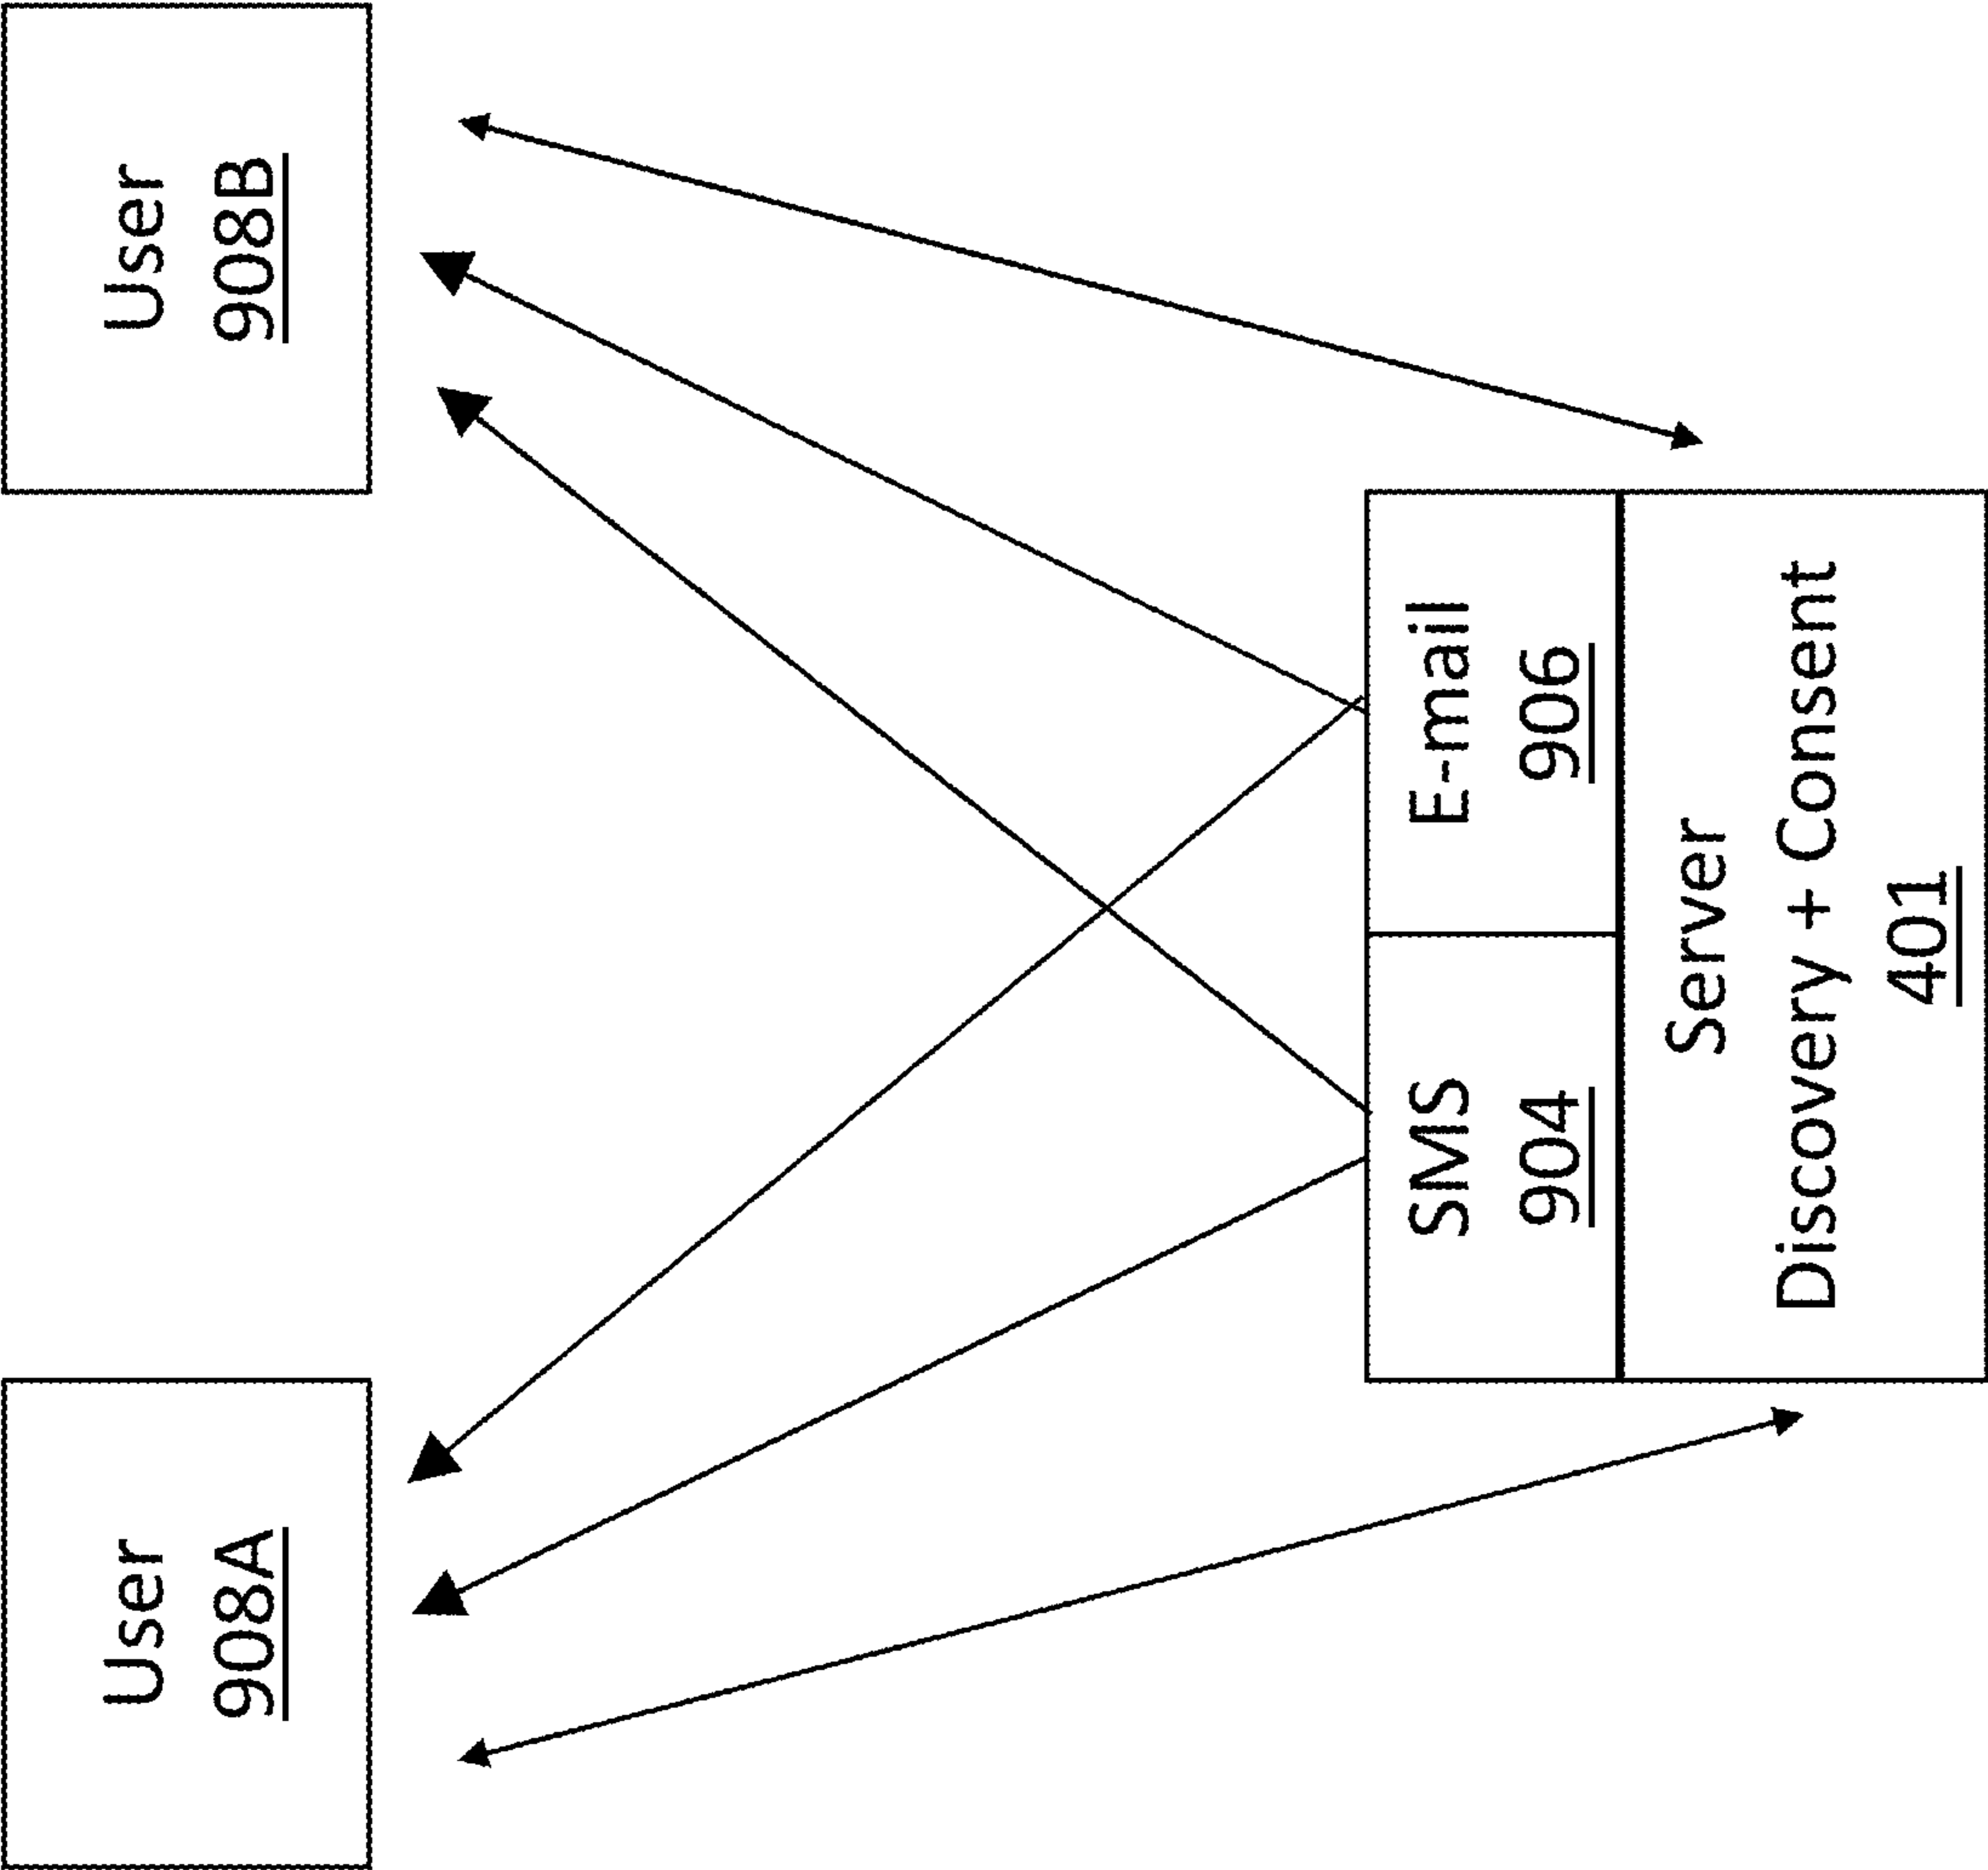 User
908A
User
908B
SMS
904
E-mail
906
Server
Discovery + Consent
401